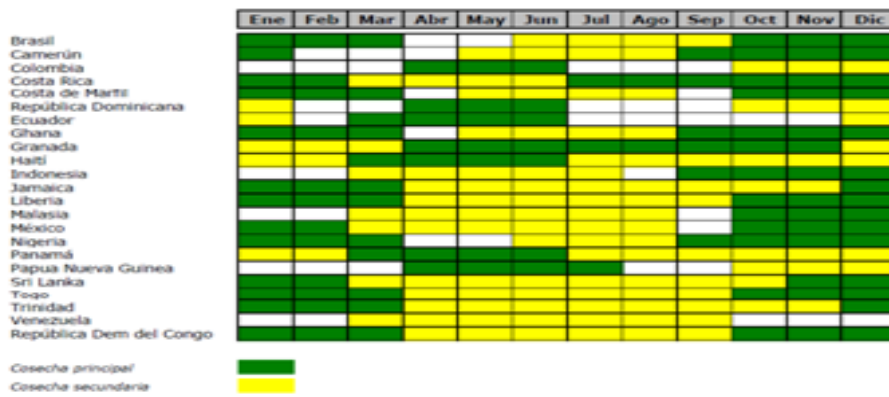 Ene Feb Mar Abr May Jun Jul Ago Sep Oct Nov Dic
Brasil
Camerún
Colombia
Costa Rica
Costa de Marfil
República Dominicana
Ecuador
Ghana
Granada
Haití
Indonesia
Jamaica
Liberia
Malasia
México
Nigeria
Panamá
Papua Nueva Guinea
Sri Lanka
Togo
Trinidad
Venezuela
República Dem del Congo
Cosecha principal
Cosecha secundaria